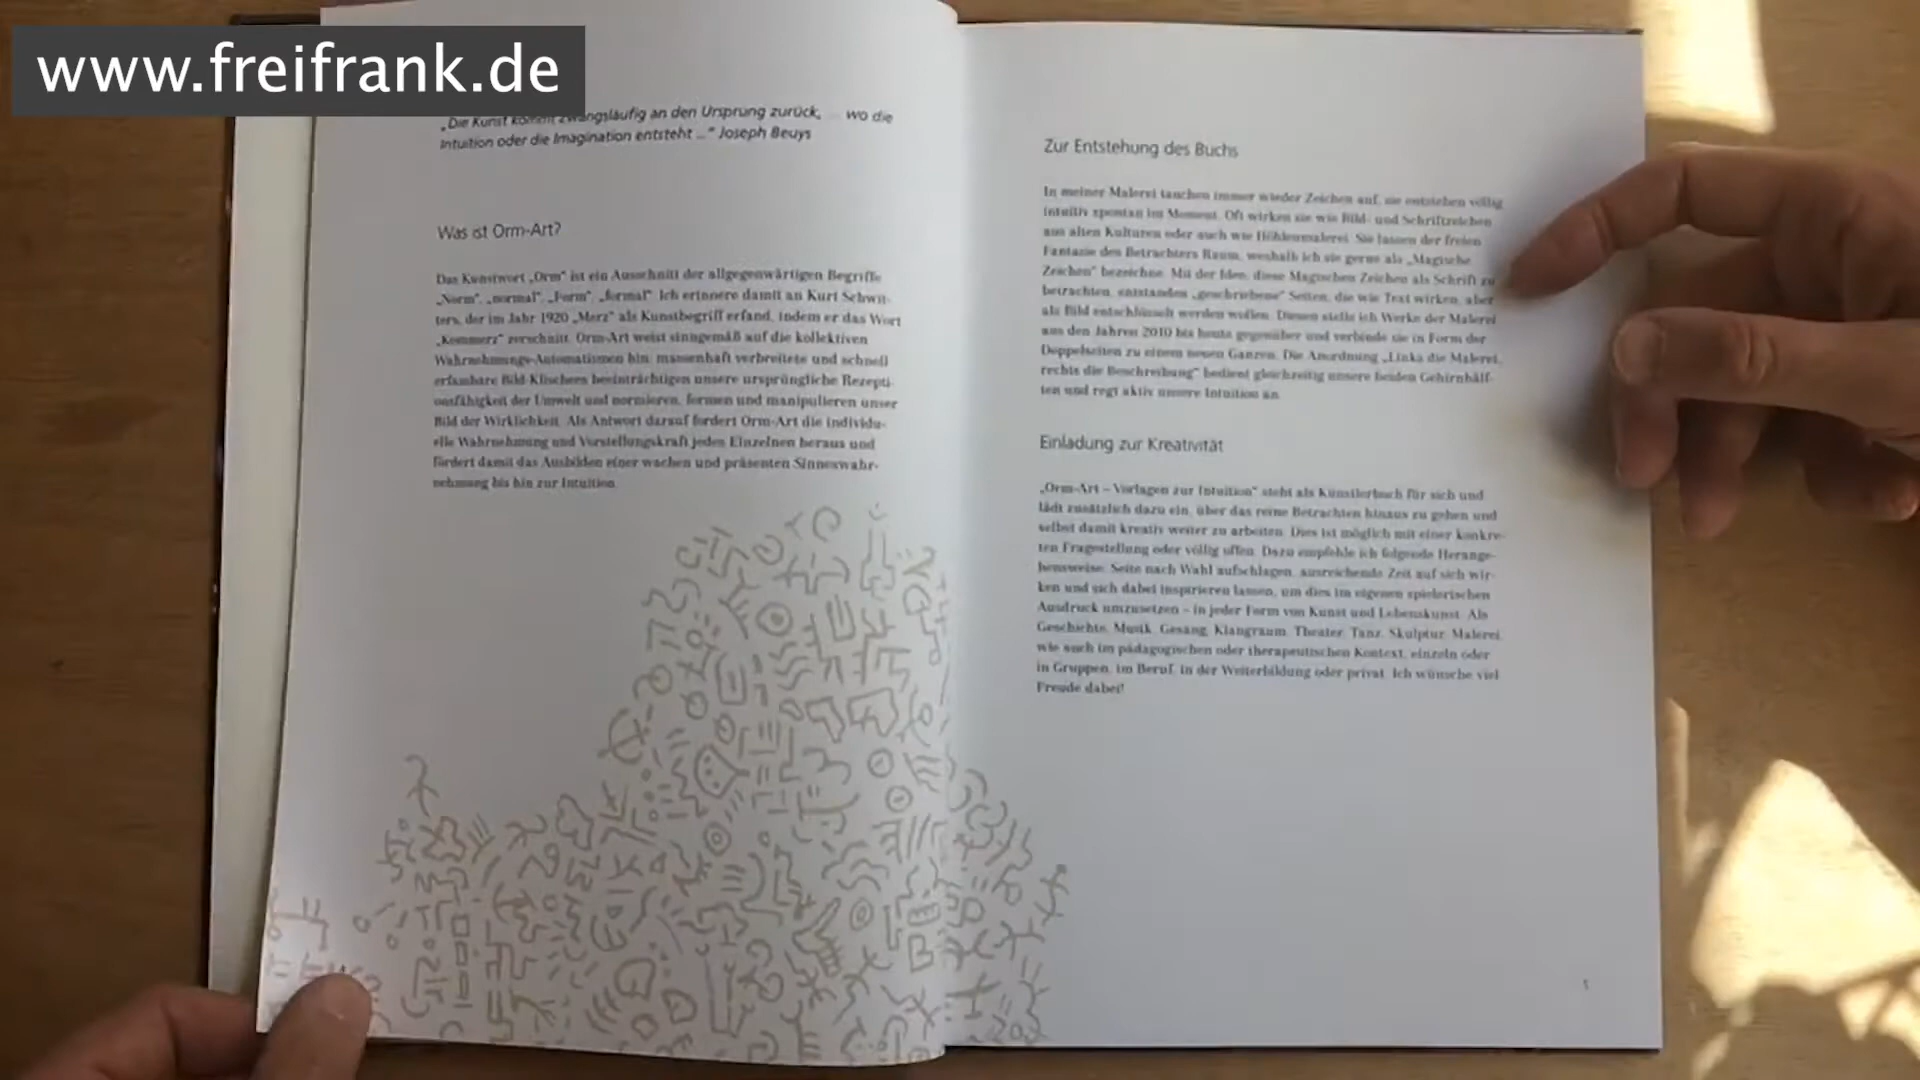 www.freifrank.de
„Die Kunst kommt zwangsläufig an den Ursprung zurück, ... wo die
Intuition oder die Imagination entsteht ...“ Joseph Beuys
Was ist Orm-Art?
Das Kunstwort „Orm“ ist ein Ausschnitt der allgegenwärtigen Begriffe
„Norm“, „normal“, „Form“, „formal“. Ich erinnere damit an Kurt Schwit-
ters, der im Jahr 1920 „Merz“ als Kunstbegriff erfand, indem er das Wort
„Kommerz“ zerschnitt. Orm-Art weist sinngemäß auf die kollektiven
Wahrnehmungs-Automatismen hin: massenhaft verbreitete und schnell
erfassbare Bild-Klischees beeinträchtigen unsere ursprüngliche Rezepti-
onsfähigkeit der Umwelt und normieren, formen und manipulieren unser
Bild der Wirklichkeit. Als Antwort darauf fordert Orm-Art die individu-
elle Wahrnehmung und Vorstellungskraft jedes Einzelnen heraus und
fördert damit das Ausbilden einer wachen und präsenten Sinneswahr-
nehmung bis hin zur Intuition.
Zur Entstehung des Buchs
In meiner Malerei tauchen immer wieder Zeichen auf, sie entstehen völlig
intuitiv spontan im Moment. Oft wirken sie wie Bild- und Schriftzeichen
aus alten Kulturen oder auch wie Höhlenmalerei. Sie lassen der freien
Fantasie des Betrachters Raum, weshalb ich sie gerne als „Magische
Zeichen“ bezeichne. Mit der Idee, diese Magischen Zeichen als Schrift zu
betrachten, entstanden „geschriebene“ Seiten, die wie Text wirken, aber
als Bild entschlüsselt werden wollen. Diesen stelle ich Werke der Malerei
aus den Jahren 2010 bis heute gegenüber und verbinde sie in Form der
Doppelseiten zu einem neuen Ganzen. Die Anordnung „Links die Malerei,
rechts die Beschreibung“ bedient gleichzeitig unsere beiden Gehirnhälf-
ten und regt aktiv unsere Intuition an.
Einladung zur Kreativität
„Orm-Art – Vorlagen zur Intuition“ steht als Künstlerbuch für sich und
lädt zusätzlich dazu ein, über das reine Betrachten hinaus zu gehen und
selbst damit kreativ weiter zu arbeiten. Dies ist möglich mit einer konkre-
ten Fragestellung oder völlig offen. Dazu empfehle ich folgende Herange-
hensweise: Seite nach Wahl aufschlagen, ausreichende Zeit auf sich wir-
ken und sich dabei inspirieren lassen, um dies im eigenen spielerischen
Ausdruck umzusetzen – in jeder Form von Kunst und Lebenskunst. Als
Geschichte, Musik, Gesang, Klangraum, Theater, Tanz, Skulptur, Malerei,
wie auch im pädagogischen oder therapeutischen Kontext, einzeln oder
in Gruppen, im Beruf, in der Weiterbildung oder privat. Ich wünsche viel
Freude dabei!